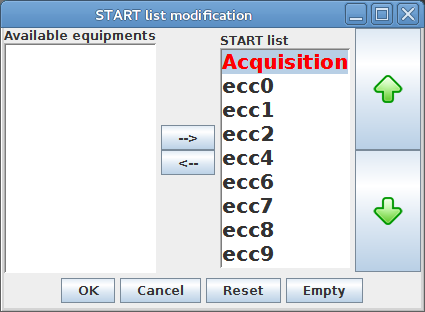 START list modification
Available equipments
START list
Acquisition
ecc0
ecc1
ecc2
ecc4
ecc6
ecc7
ecc8
ecc9
-->
<--
OK
Cancel
Reset
Empty